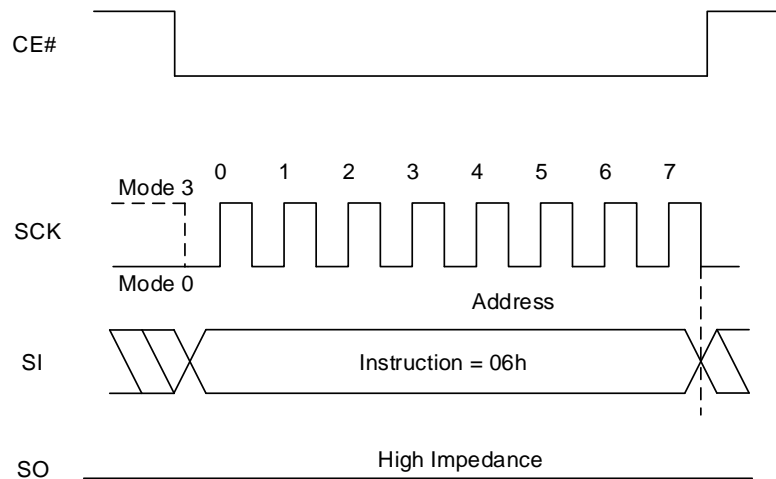 CE#
0 1 2 3 4 5 6 7
Mode 3
SCK
Mode 0
Address
SI
Instruction = 06h
High Impedance
SO